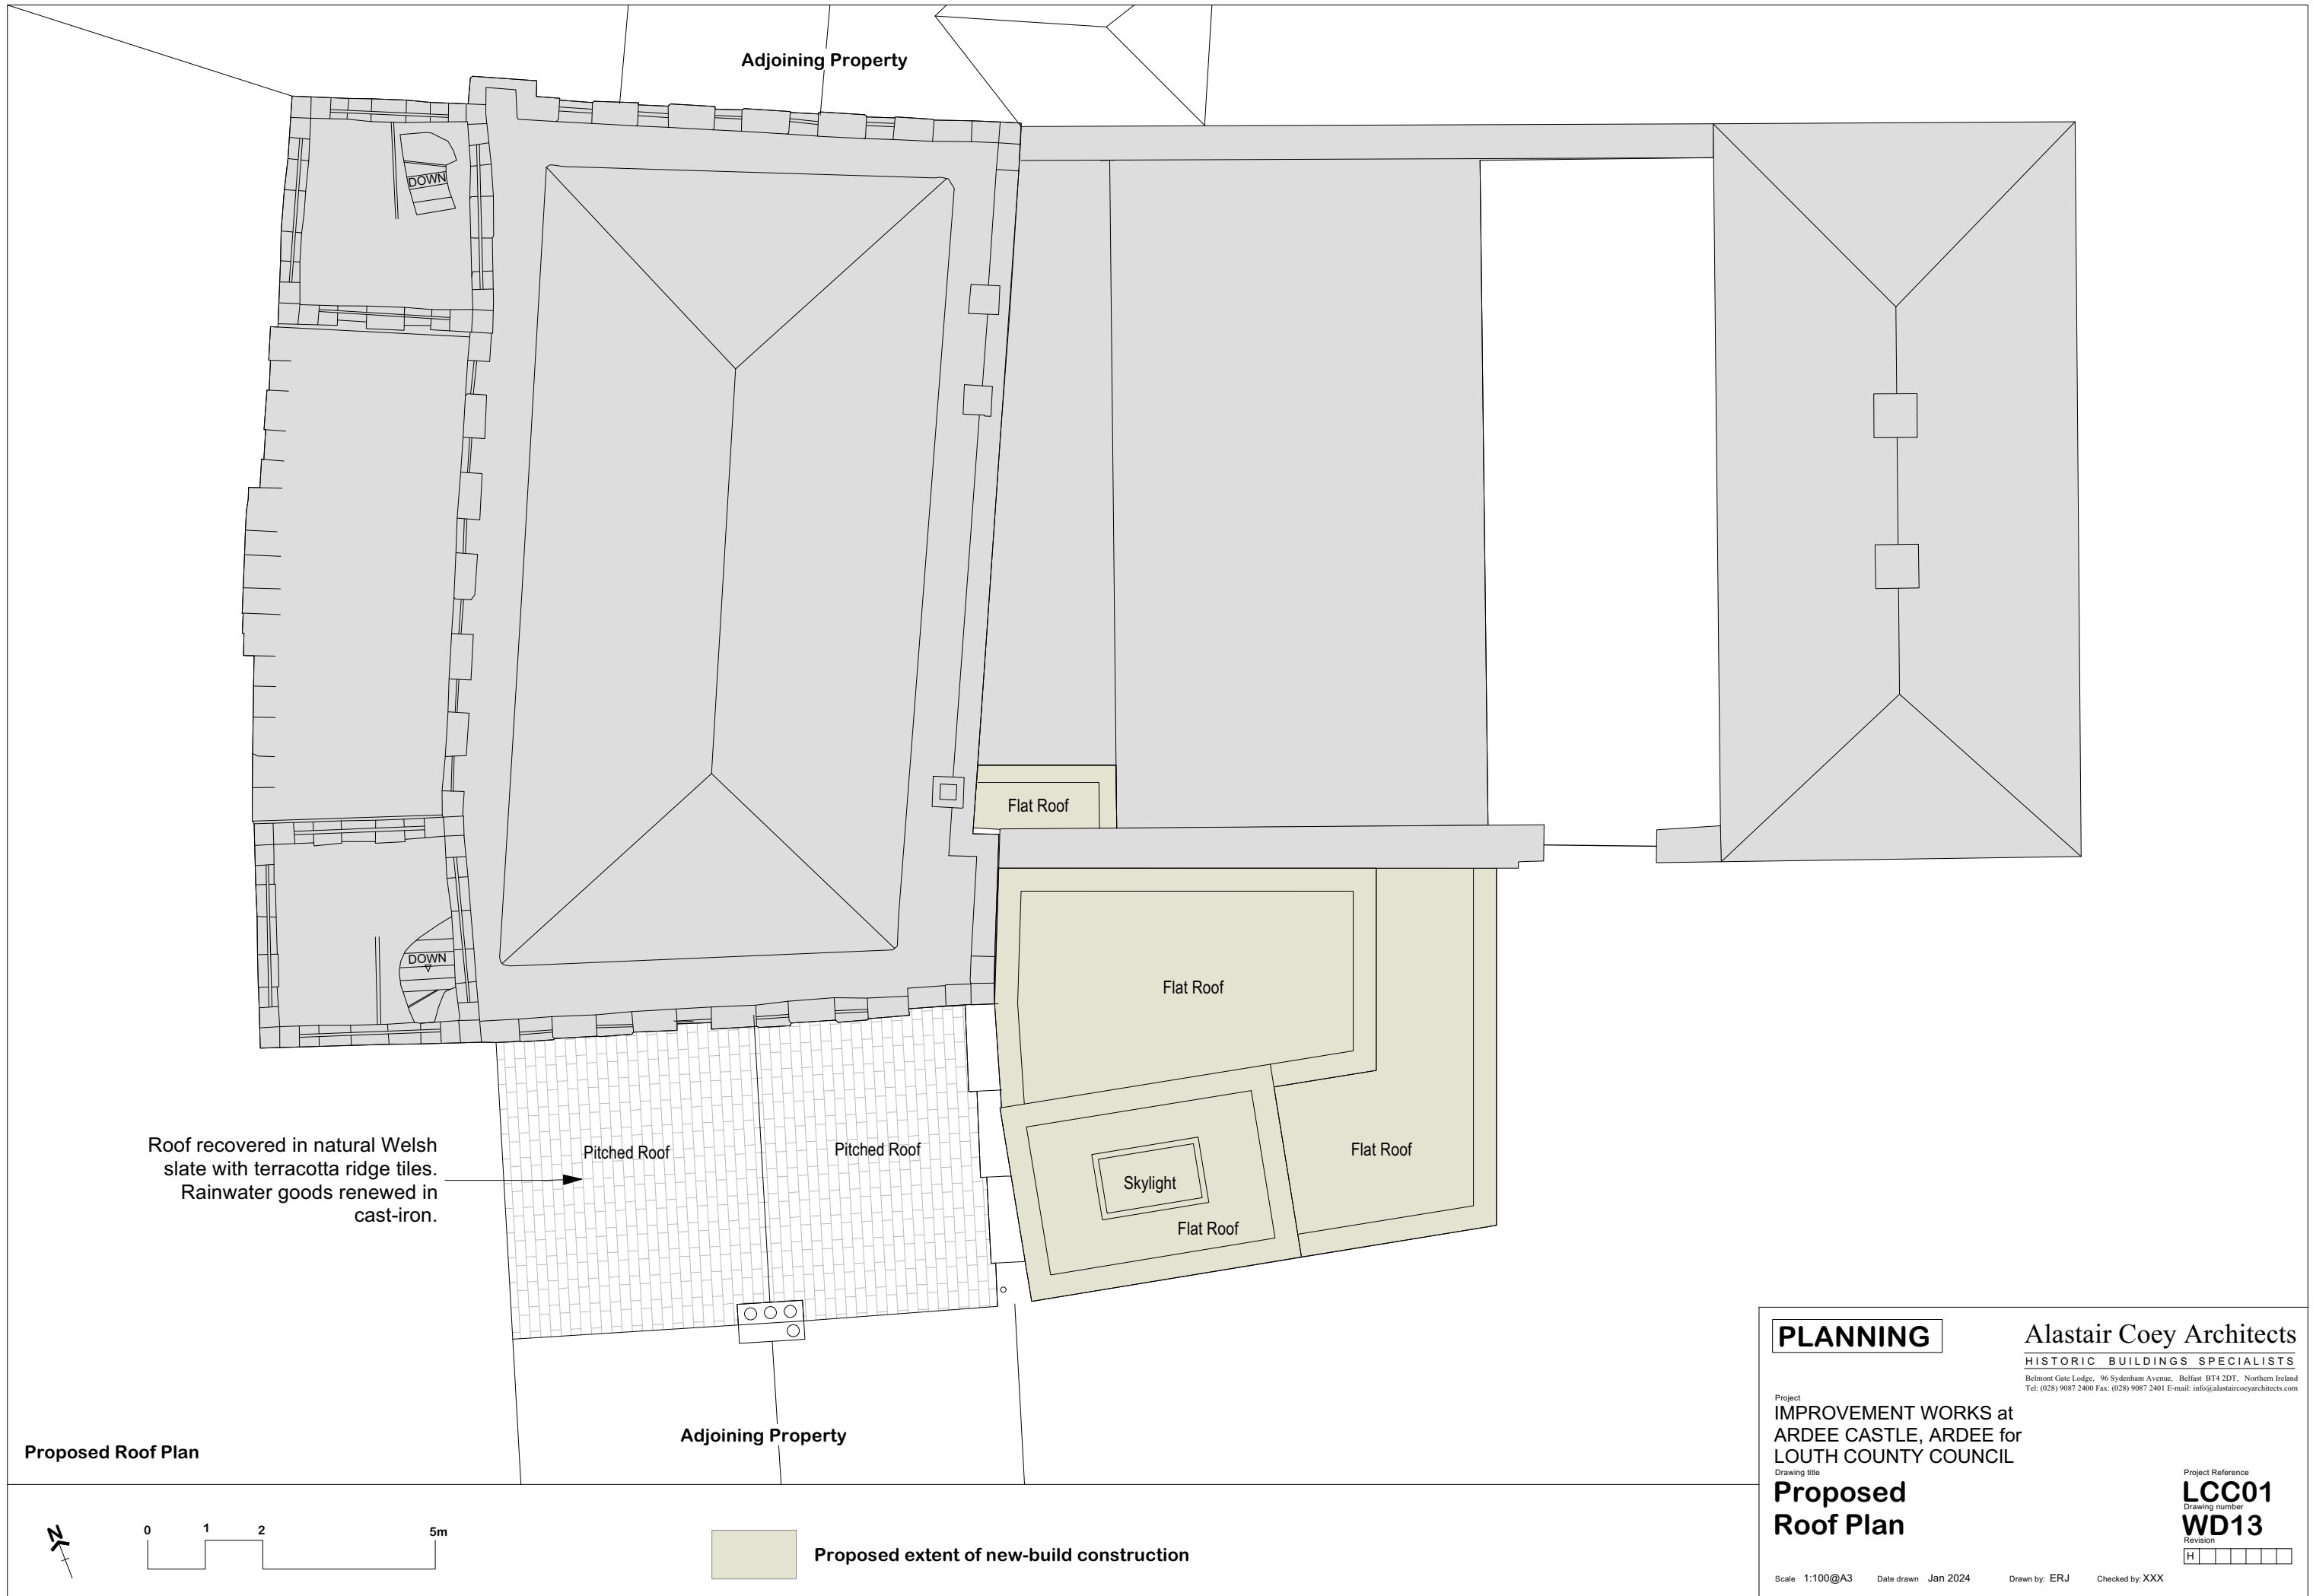 Adjoining Property
DOWN
Flat Roof
DOWN
Flat Roof
Roof recovered in natural Welsh
slate with terracotta ridge tiles.
Rainwater goods renewed in
cast-iron.
Pitched Roof
Pitched Roof
Flat Roof
Skylight
Flat Roof
Adjoining Property
Proposed Roof Plan
N
0 1 2 5m
Proposed extent of new-build construction
PLANNING
Alastair Coey Architects
HISTORIC BUILDINGS SPECIALISTS
Belmont Gate Lodge, 96 Sydenham Avenue, Belfast BT4 2DT, Northern Ireland
Tel: (028) 9087 2400 Fax: (028) 9087 2401 E-mail: info@alastaircoeyarchitects.com
Project
IMPROVEMENT WORKS at
ARDEE CASTLE, ARDEE for
LOUTH COUNTY COUNCIL
Drawing title
Proposed
Roof Plan
Project Reference
LCC01
Drawing number
WD13
Revision
H
Scale 1:100@A3 Date drawn Jan 2024 Drawn by: ERJ Checked by: XXX